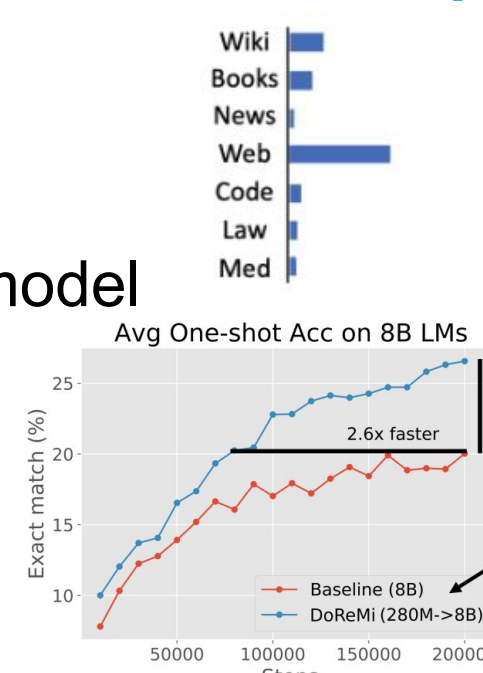 Wiki
Books
News
Web
Code
Law
Med
model
Avg One-shot Acc on 8B LMs
Exact match (%)
25
20
15
10
2.6x faster
Baseline (8B)
DoReMi (280M->8B)
50000 100000 150000 20000